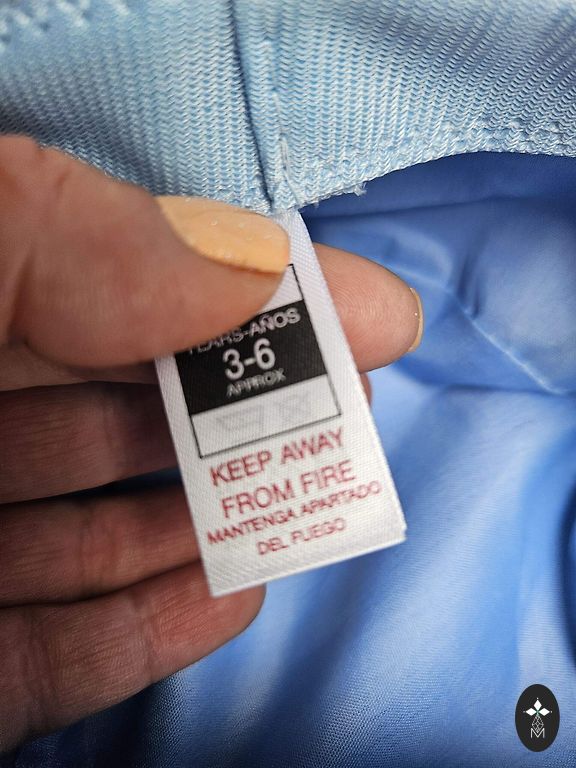 YEARS-AÑOS
3-6
APPROX
KEEP AWAY
FROM FIRE
MANTENGA APARTADO
DEL FUEGO
M